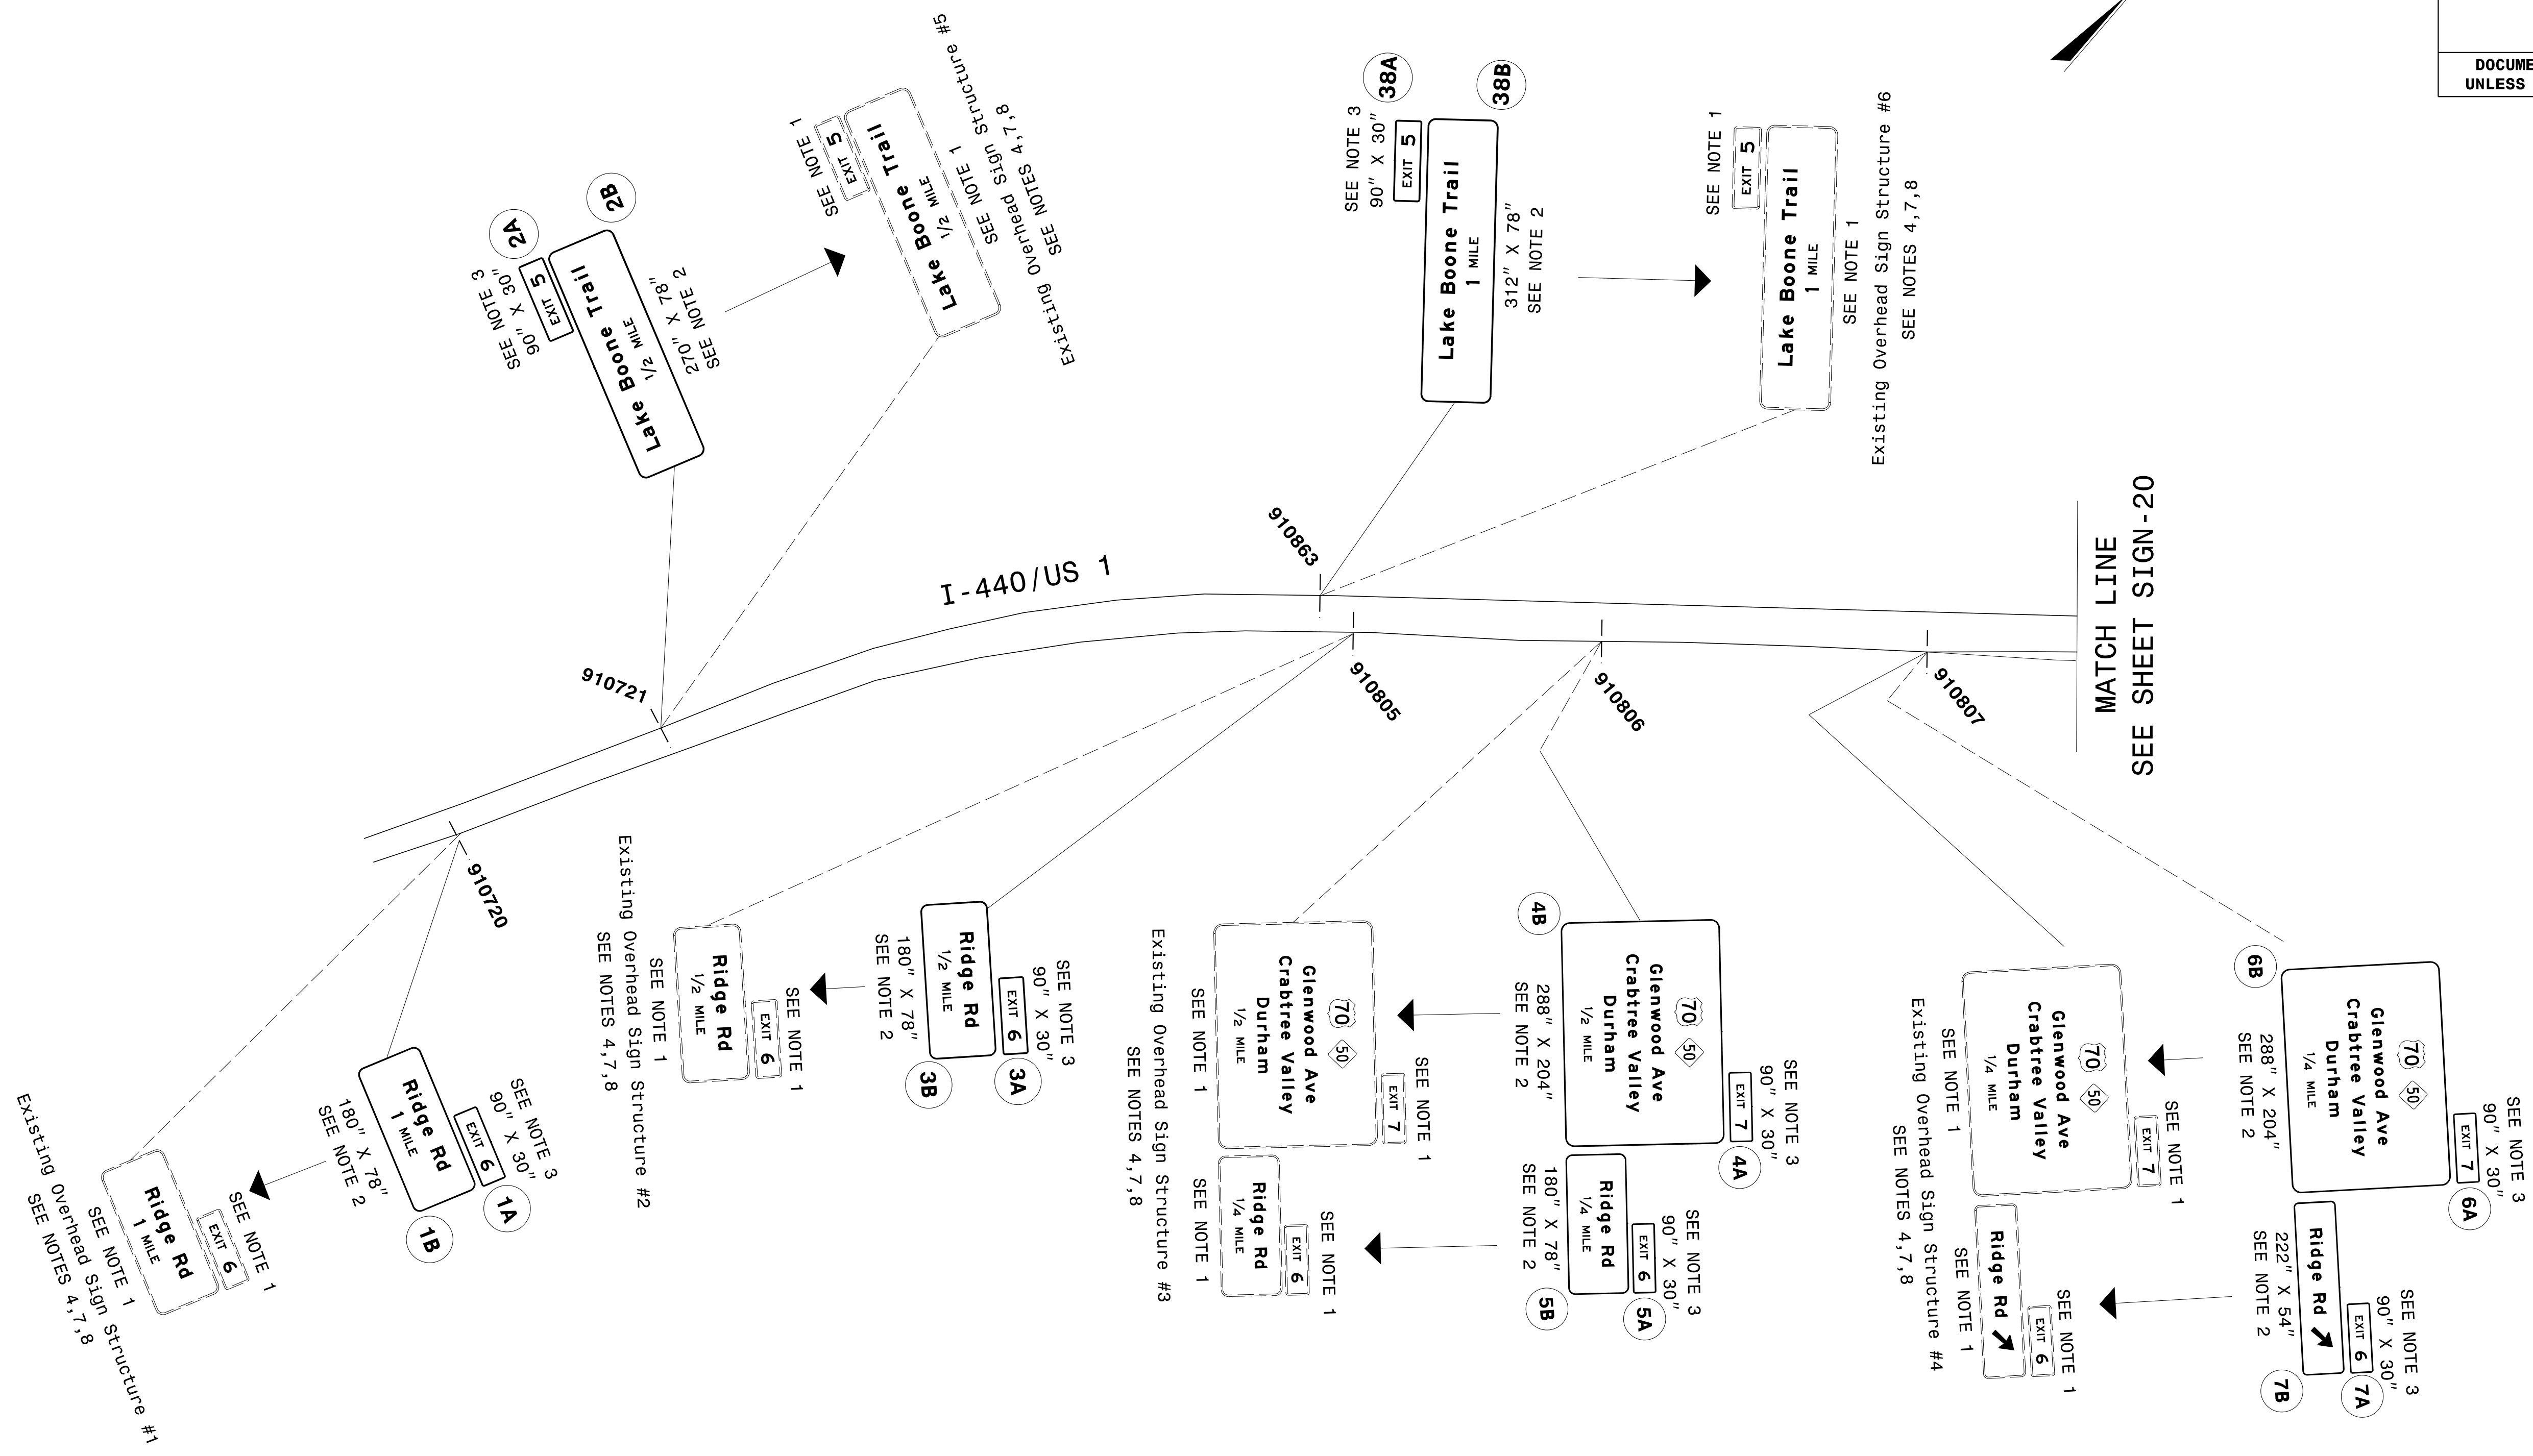 DOCUME
UNLESS
2A
2B
SEE NOTE 3
90" X 30"
EXIT 5
Lake Boone Trail
1/2 MILE
270" X 78"
SEE NOTE 2
SEE NOTE 1
EXIT 5
Lake Boone Trail
1/2 MILE
SEE NOTE 1
Existing Overhead Sign Structure #5
SEE NOTES 4,7,8
38A
38B
SEE NOTE 3
90" X 30"
EXIT 5
Lake Boone Trail
1 MILE
312" X 78"
SEE NOTE 2
SEE NOTE 1
EXIT 5
Lake Boone Trail
1 MILE
SEE NOTE 1
Existing Overhead Sign Structure #6
SEE NOTES 4,7,8
I-440/US 1
910721
910863
910720
910805
910806
910807
MATCH LINE
SEE SHEET SIGN-20
SEE NOTE 3
90" X 30"
EXIT 6
1A
Ridge Rd
1 MILE
180" X 78"
SEE NOTE 2
1B
SEE NOTE 1
EXIT 6
Ridge Rd
1 MILE
SEE NOTE 1
Existing Overhead Sign Structure #1
SEE NOTES 4,7,8
SEE NOTE 3
90" X 30"
EXIT 6
3A
Ridge Rd
1/2 MILE
180" X 78"
SEE NOTE 2
3B
SEE NOTE 1
EXIT 6
Ridge Rd
1/2 MILE
SEE NOTE 1
Existing Overhead Sign Structure #2
SEE NOTES 4,7,8
SEE NOTE 3
90" X 30"
EXIT 7
4A
70 50
Glenwood Ave
Crabtree Valley
Durham
1/2 MILE
288" X 204"
SEE NOTE 2
4B
SEE NOTE 3
90" X 30"
EXIT 6
5A
Ridge Rd
1/4 MILE
180" X 78"
SEE NOTE 2
5B
SEE NOTE 1
EXIT 7
70 50
Glenwood Ave
Crabtree Valley
Durham
1/2 MILE
SEE NOTE 1
SEE NOTE 1
EXIT 6
Ridge Rd
1/4 MILE
SEE NOTE 1
Existing Overhead Sign Structure #3
SEE NOTES 4,7,8
SEE NOTE 3
90" X 30"
EXIT 7
6A
70 50
Glenwood Ave
Crabtree Valley
Durham
1/4 MILE
288" X 204"
SEE NOTE 2
6B
SEE NOTE 3
90" X 30"
EXIT 6
7A
Ridge Rd
222" X 54"
SEE NOTE 2
7B
SEE NOTE 1
EXIT 7
70 50
Glenwood Ave
Crabtree Valley
Durham
1/4 MILE
SEE NOTE 1
SEE NOTE 1
EXIT 6
Ridge Rd
SEE NOTE 1
Existing Overhead Sign Structure #4
SEE NOTES 4,7,8